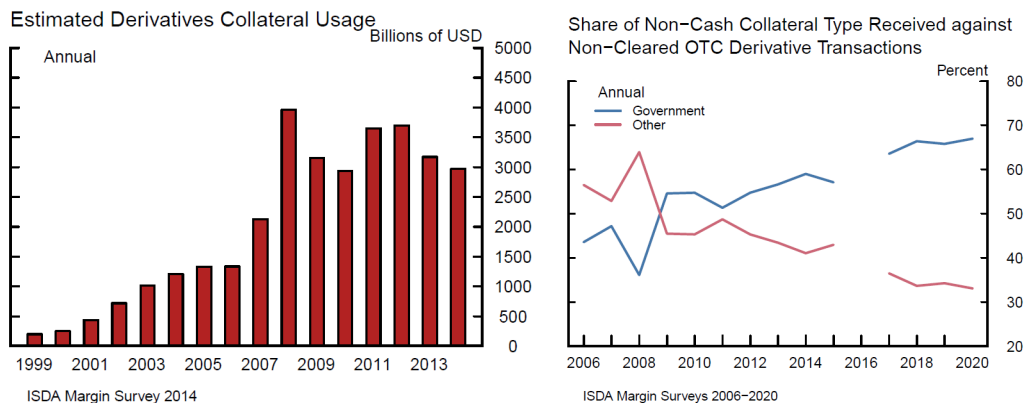 Estimated Derivatives Collateral Usage
Billions of USD
Annual
5000
4500
4000
3500
3000
2500
2000
1500
1000
500
0
1999 2001 2003 2005 2007 2009 2011 2013
ISDA Margin Survey 2014
Share of Non−Cash Collateral Type Received against
Non−Cleared OTC Derivative Transactions
Percent
Annual
Government
Other
80
70
60
50
40
30
20
2006 2008 2010 2012 2014 2016 2018 2020
ISDA Margin Surveys 2006−2020